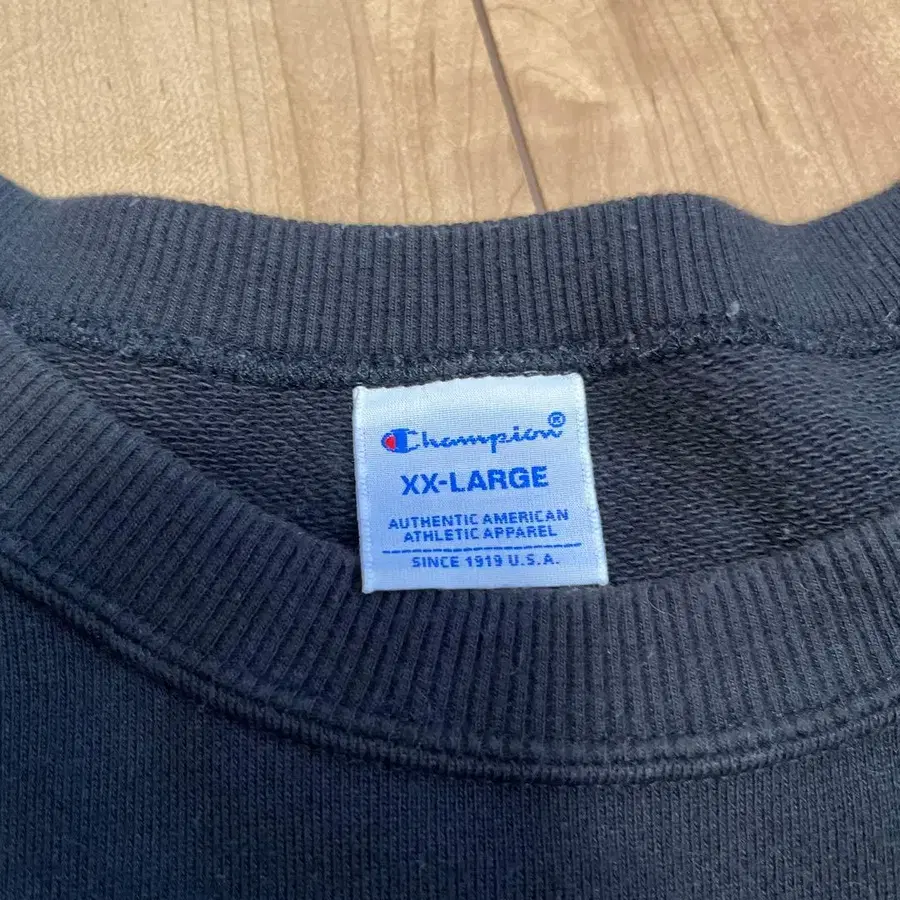 Champion®
XX-LARGE
AUTHENTIC AMERICAN
ATHLETIC APPAREL
SINCE 1919 U.S.A.